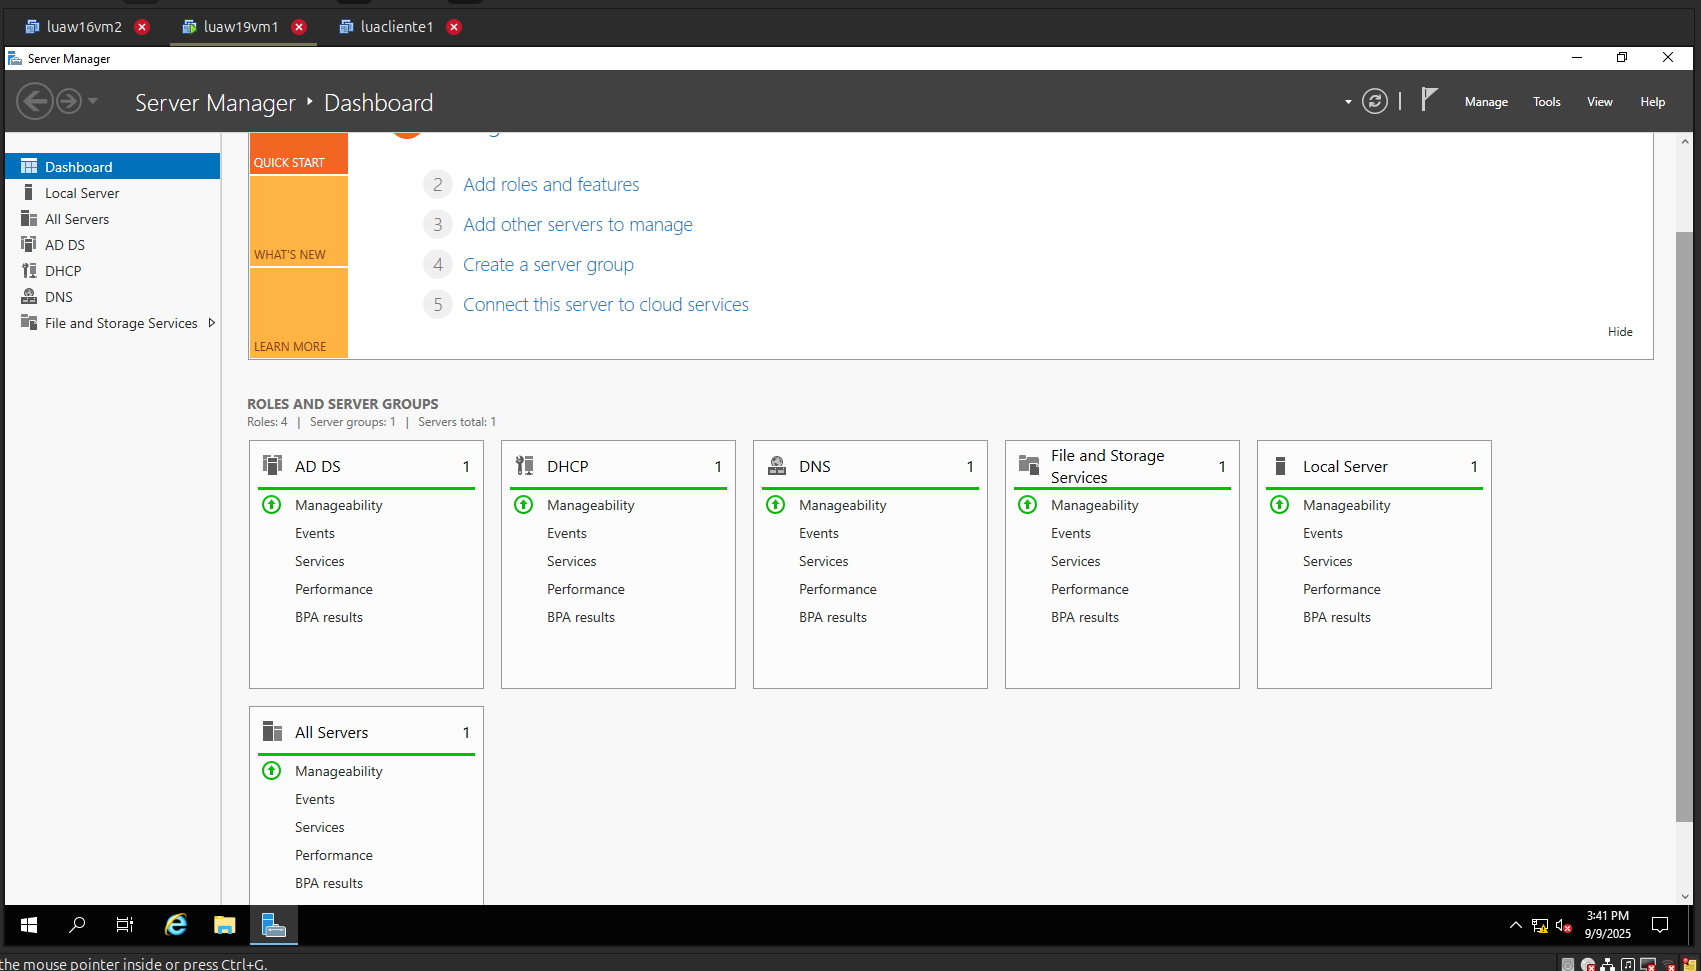 luaw16vm2
luaw19vm1
luacliente1
Server Manager
Server Manager ‣ Dashboard
Manage
Tools
View
Help
Dashboard
Local Server
All Servers
AD DS
DHCP
DNS
File and Storage Services
QUICK START
WHAT'S NEW
LEARN MORE
2 Add roles and features
3 Add other servers to manage
4 Create a server group
5 Connect this server to cloud services
Hide
ROLES AND SERVER GROUPS
Roles: 4 | Server groups: 1 | Servers total: 1
AD DS 1
Manageability
Events
Services
Performance
BPA results
DHCP 1
Manageability
Events
Services
Performance
BPA results
DNS 1
Manageability
Events
Services
Performance
BPA results
File and Storage
Services 1
Manageability
Events
Services
Performance
BPA results
Local Server 1
Manageability
Events
Services
Performance
BPA results
All Servers 1
Manageability
Events
Services
Performance
BPA results
3:41 PM
9/9/2025
the mouse pointer inside or press Ctrl+G.